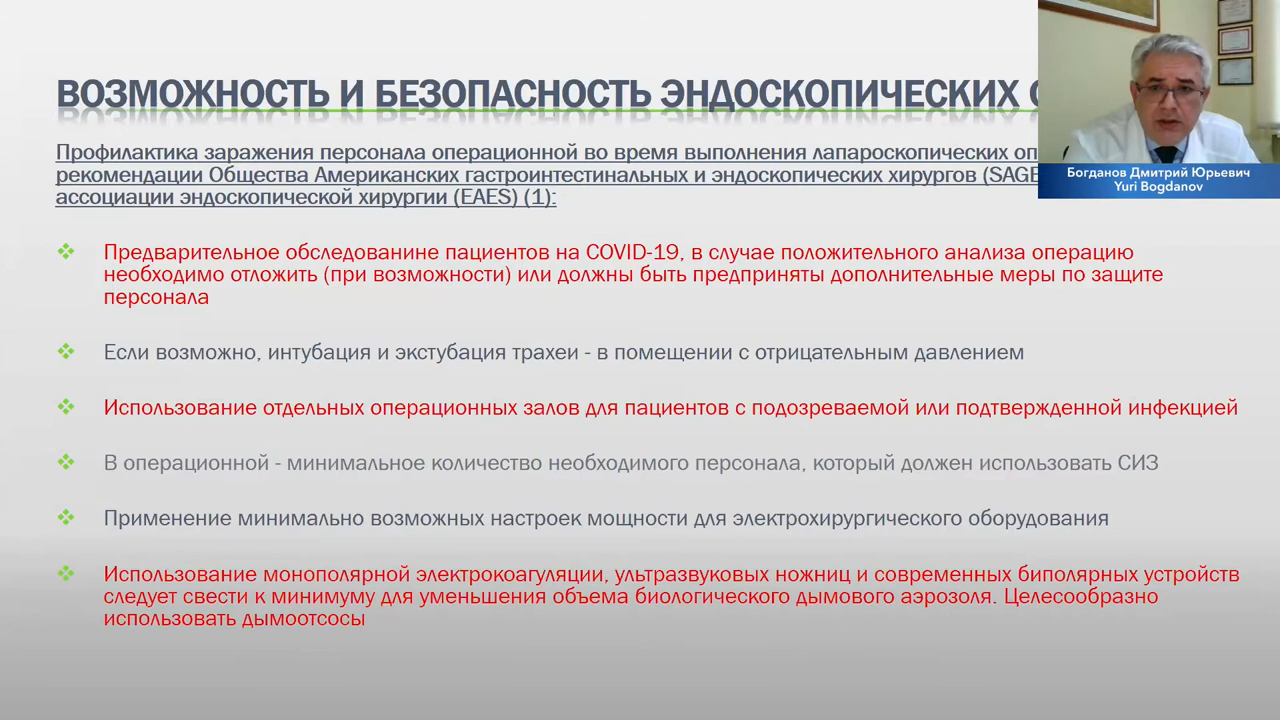 ВОЗМОЖНОСТЬ И БЕЗОПАСНОСТЬ ЭНДОСКОПИЧЕСКИХ
Профилактика заражения персонала операционной во время выполнения лапароскопических
рекомендации Общества Американских гастроинтестинальных и эндоскопических хирургов
ассоциации эндоскопической хирургии (EAES) (1):
Богданов Дмитрий Юрьевич
Yuri Bogdanov
Предварительное обследованине пациентов на COVID-19, в случае положительного анализа операцию
необходимо отложить (при возможности) или должны быть предприняты дополнительные меры по защите
персонала
Если возможно, интубация и экстубация трахеи - в помещении с отрицательным давлением
Использование отдельных операционных залов для пациентов с подозреваемой или подтвержденной инфекцией
В операционной - минимальное количество необходимого персонала, который должен использовать СИЗ
Применение минимально возможных настроек мощности для электрохирургического оборудования
Использование монополярной электрокоагуляции, ультразвуковых ножниц и современных биполярных устройств
следует свести к минимуму для уменьшения объема биологического дымового аэрозоля. Целесообразно
использовать дымоотсосы